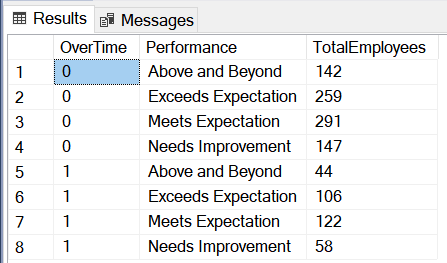 Results Messages
OverTime Performance TotalEmployees
1 0 Above and Beyond 142
2 0 Exceeds Expectation 259
3 0 Meets Expectation 291
4 0 Needs Improvement 147
5 1 Above and Beyond 44
6 1 Exceeds Expectation 106
7 1 Meets Expectation 122
8 1 Needs Improvement 58